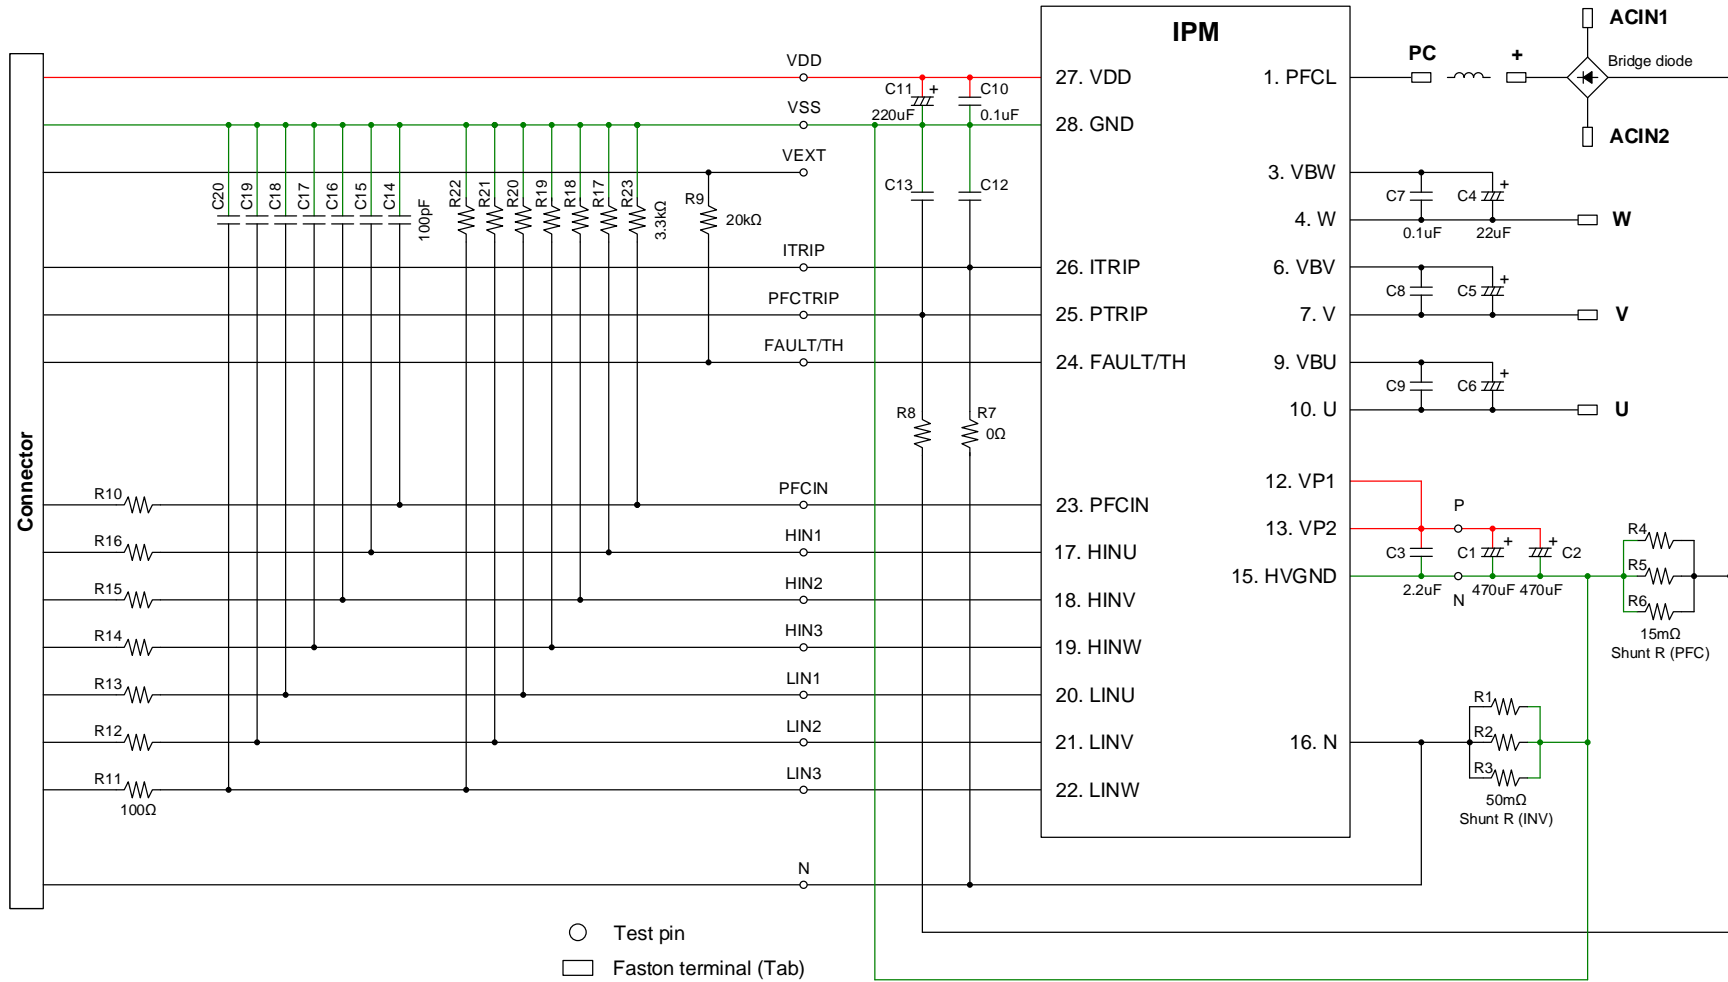 IPM
ACIN1
PC
+
Bridge diode
ACIN2
Connector
VDD
VSS
VEXT
ITRIP
PFCTRIP
FAULT/TH
PFCIN
HIN1
HIN2
HIN3
LIN1
LIN2
LIN3
N
C11
+
220uF
C10
0.1uF
C13
C12
C20
C19
C18
C17
C16
C15
C14
100pF
R22
R21
R20
R19
R18
R17
R23
3.3kΩ
R9
20kΩ
R8
R7
0Ω
R10
R16
R15
R14
R13
R12
R11
100Ω
27. VDD
28. GND
26. ITRIP
25. PTRIP
24. FAULT/TH
23. PFCIN
17. HINU
18. HINV
19. HINW
20. LINU
21. LINV
22. LINW
1. PFCL
3. VBW
4. W
6. VBV
7. V
9. VBU
10. U
12. VP1
13. VP2
15. HVGND
16. N
C7
0.1uF
C4
+
22uF
W
C8
C5
+
V
C9
C6
+
U
P
C3
2.2uF
N
C1
+
470uF
C2
+
470uF
R4
R5
R6
15mΩ
Shunt R (PFC)
R1
R2
R3
50mΩ
Shunt R (INV)
Test pin
Faston terminal (Tab)